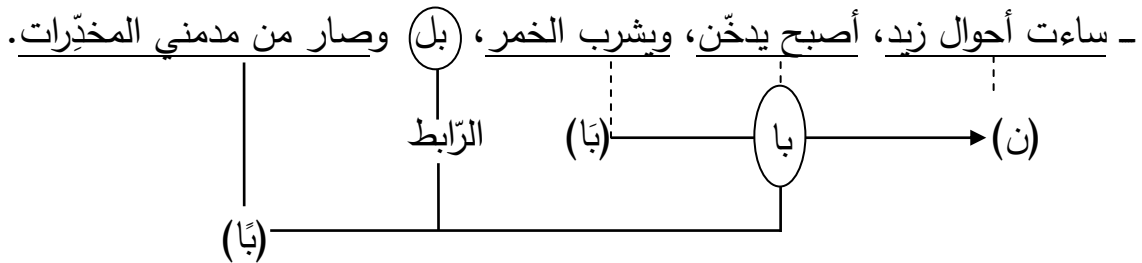 ـ ساءت أحوال زيد، أصبح يدخّن، ويشرب الخمر، بل وصار من مدمني المخدِّرات.
(ن) با (بَا) الرّابط
(بًا)